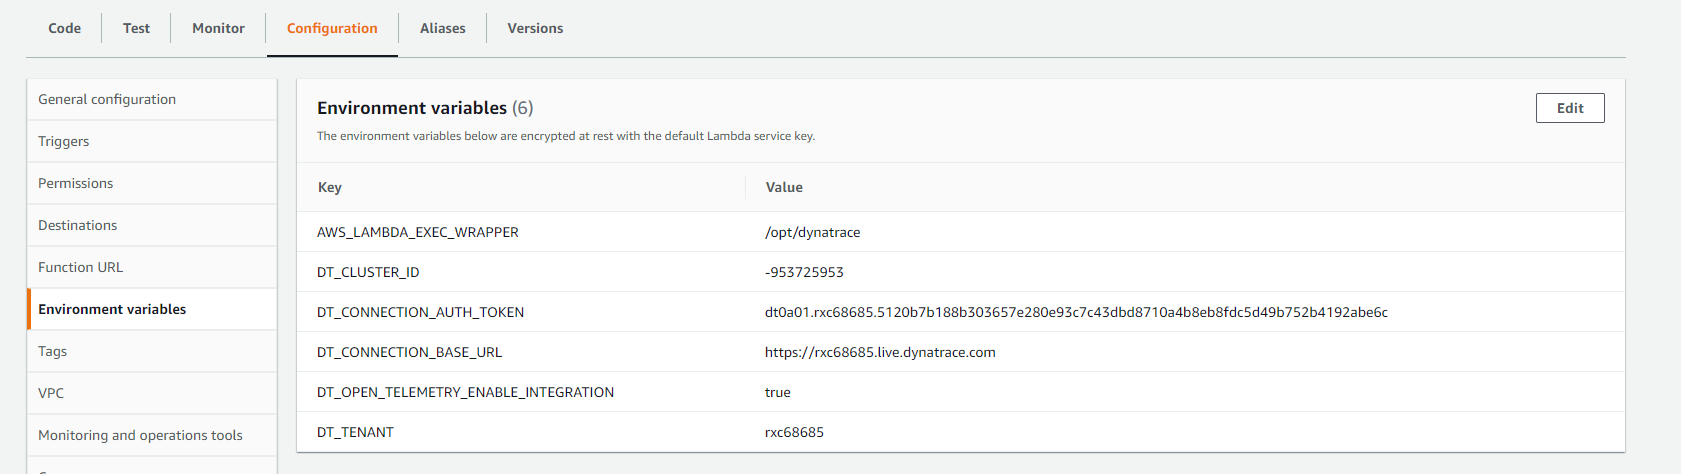 Code Test Monitor Configuration Aliases Versions
General configuration
Triggers
Permissions
Destinations
Function URL
Environment variables
Tags
VPC
Monitoring and operations tools
Environment variables (6)
Edit
The environment variables below are encrypted at rest with the default Lambda service key.
Key Value
AWS_LAMBDA_EXEC_WRAPPER /opt/dynatrace
DT_CLUSTER_ID -953725953
DT_CONNECTION_AUTH_TOKEN dt0a01.rxc68685.5120b7b188b303657e280e93c7c43dbd8710a4b8eb8fdc5d49b752b4192abe6c
DT_CONNECTION_BASE_URL https://rxc68685.live.dynatrace.com
DT_OPEN_TELEMETRY_ENABLE_INTEGRATION true
DT_TENANT rxc68685